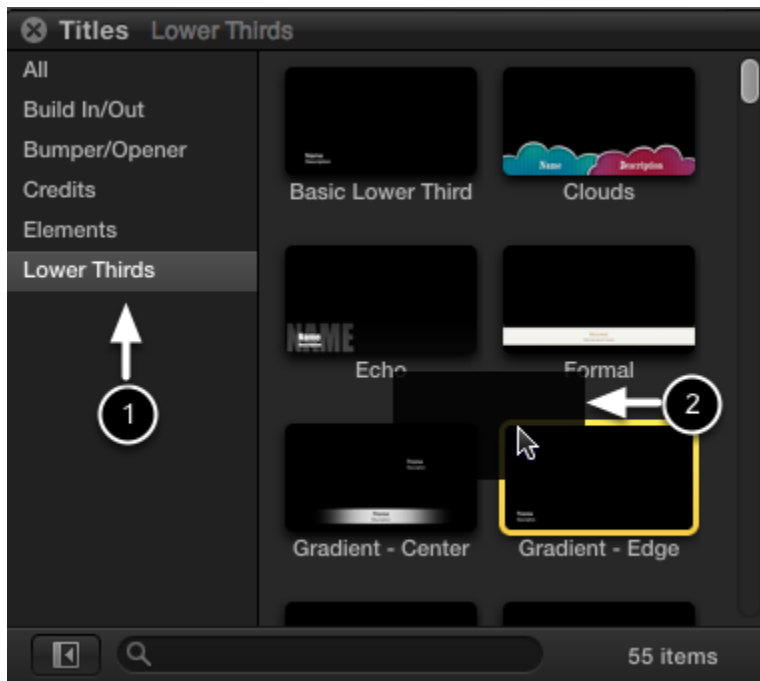 Titles Lower Thirds
All
Build In/Out
Bumper/Opener
Credits
Elements
Lower Thirds
1
Name
Description
Basic Lower Third
Name Description
Clouds
NAME
Name
Echo
Formal
2
Gradient - Center
Gradient - Edge
55 items